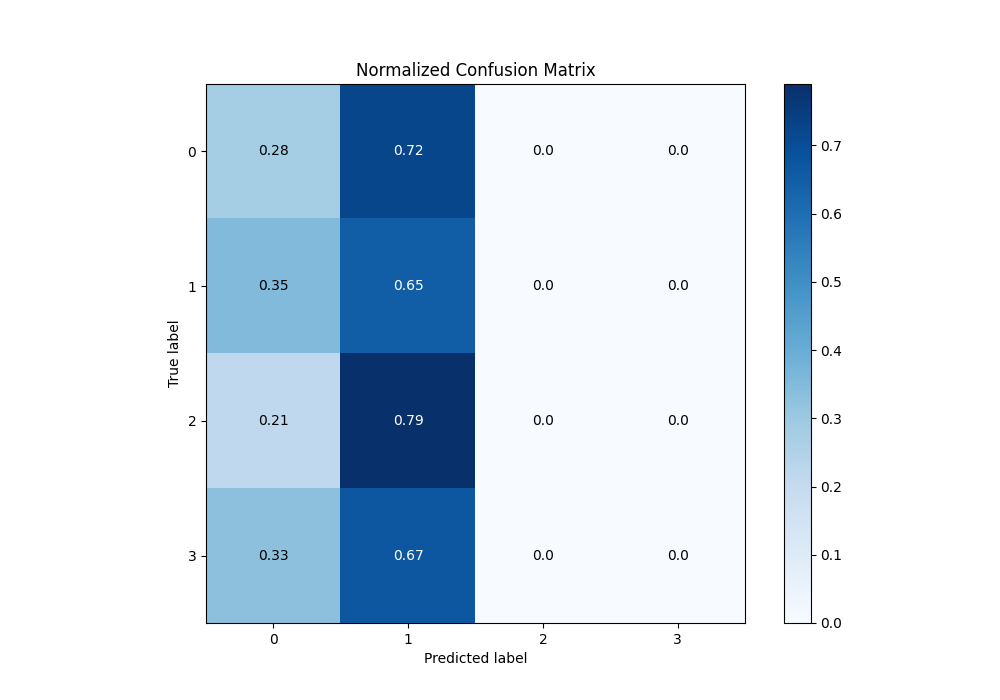 Normalized Confusion Matrix
0 0.28 0.72 0.0 0.0
1 0.35 0.65 0.0 0.0
2 0.21 0.79 0.0 0.0
3 0.33 0.67 0.0 0.0
0 1 2 3
Predicted label
True label
0.7
0.6
0.5
0.4
0.3
0.2
0.1
0.0